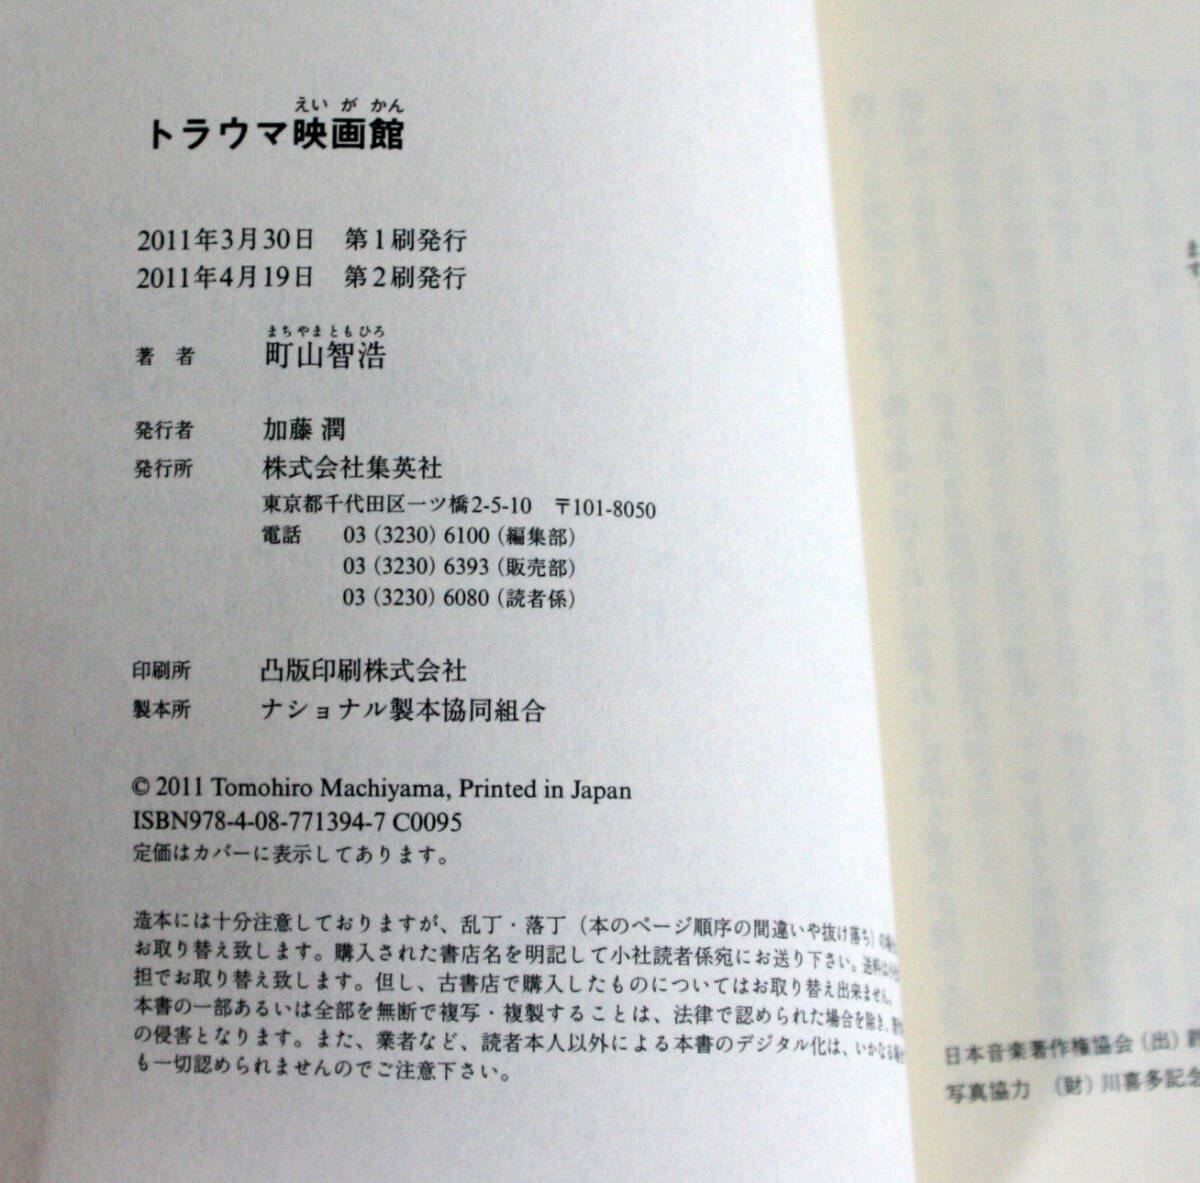 えい が かん
トラウマ映画館
2011年3月30日 第1刷発行
2011年4月19日 第2刷発行
まちやまともひろ
著 者 町山智浩
発行者 加藤 潤
発行所 株式会社集英社
東京都千代田区一ツ橋2-5-10 〒101-8050
電話 03(3230)6100(編集部)
03(3230)6393(販売部)
03(3230)6080(読者係)
印刷所 凸版印刷株式会社
製本所 ナショナル製本協同組合
© 2011 Tomohiro Machiyama, Printed in Japan
ISBN978-4-08-771394-7 C0095
定価はカバーに表示してあります。
造本には十分注意しておりますが、乱丁・落丁(本のページ順序の間違いや抜け落ち)の
お取り替え致します。購入された書店名を明記して小社読者係宛にお送り下さい。送料は
担でお取り替え致します。但し、古書店で購入したものについてはお取り替え出来ません。
本書の一部あるいは全部を無断で複写・複製することは、法律で認められた場合を除き、
の侵害となります。また、業者など、読者本人以外による本書のデジタル化は、いかなる
も一切認められませんのでご注意下さい。
日本音楽著作権協会(出)
写真協力 (財)川喜多記念